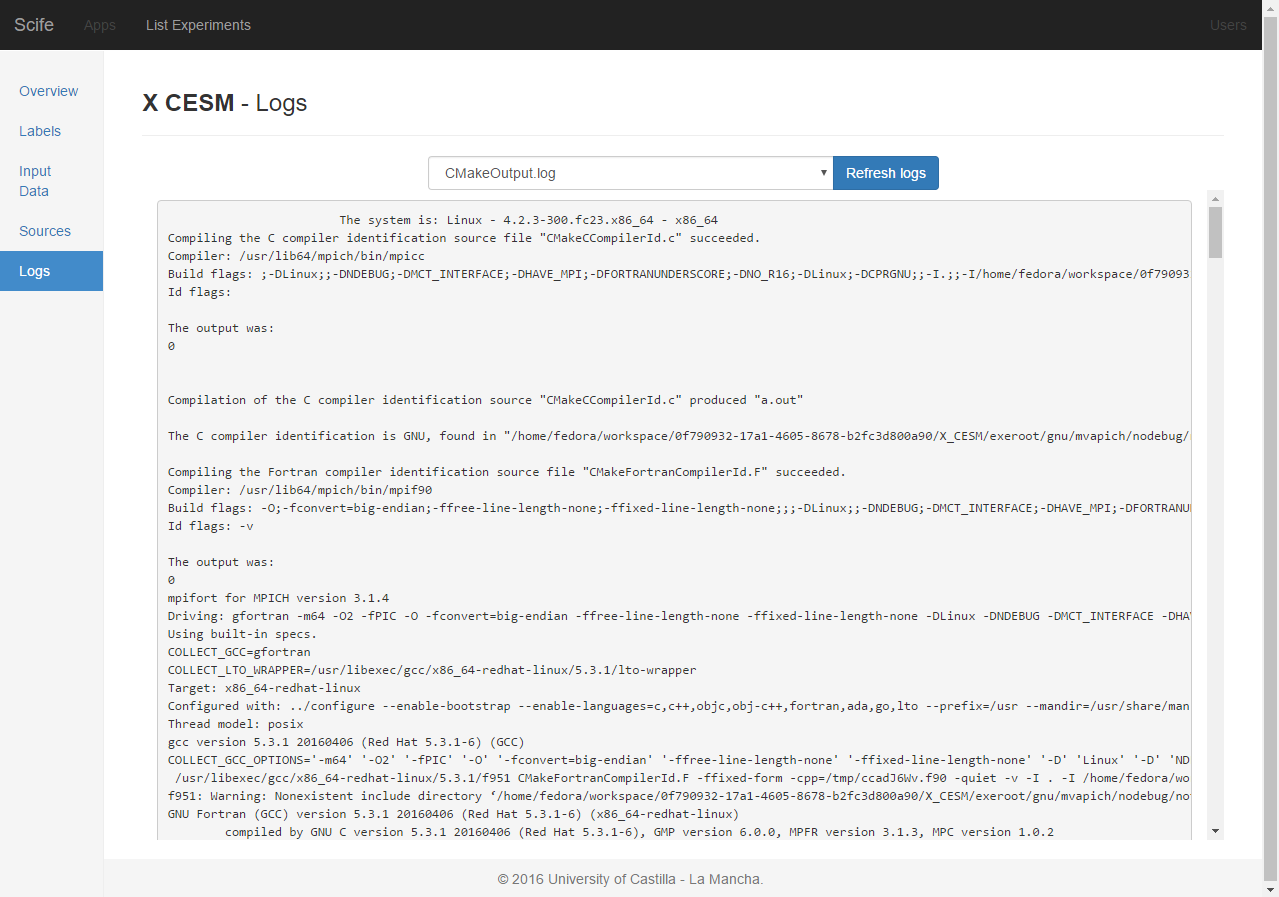 Scife Apps List Experiments Users
Overview
Labels
Input
Data
Sources
Logs
X CESM - Logs
CMakeOutput.log Refresh logs
The system is: Linux - 4.2.3-300.fc23.x86_64 - x86_64
Compiling the C compiler identification source file "CMakeCCompilerId.c" succeeded.
Compiler: /usr/lib64/mpich/bin/mpicc
Build flags: ;-DLinux;;-DNDEBUG;-DMCT_INTERFACE;-DHAVE_MPI;-DFORTRANUNDERSCORE;-DNO_R16;-DLinux;-DCPRGNU;;-I.;;-I/home/fedora/workspace/0f79093
Id flags:
The output was:
0
Compilation of the C compiler identification source "CMakeCCompilerId.c" produced "a.out"
The C compiler identification is GNU, found in "/home/fedora/workspace/0f790932-17a1-4605-8678-b2fc3d800a90/X_CESM/exeroot/gnu/mvapich/nodebug/
Compiling the Fortran compiler identification source file "CMakeFortranCompilerId.F" succeeded.
Compiler: /usr/lib64/mpich/bin/mpif90
Build flags: -O;-fconvert=big-endian;-ffree-line-length-none;-ffixed-line-length-none;;;-DLinux;;-DNDEBUG;-DMCT_INTERFACE;-DHAVE_MPI;-DFORTRANU
Id flags: -v
The output was:
0
mpifort for MPICH version 3.1.4
Driving: gfortran -m64 -O2 -fPIC -O -fconvert=big-endian -ffree-line-length-none -ffixed-line-length-none -DLinux -DNDEBUG -DMCT_INTERFACE -DHA
Using built-in specs.
COLLECT_GCC=gfortran
COLLECT_LTO_WRAPPER=/usr/libexec/gcc/x86_64-redhat-linux/5.3.1/lto-wrapper
Target: x86_64-redhat-linux
Configured with: ../configure --enable-bootstrap --enable-languages=c,c++,objc,obj-c++,fortran,ada,go,lto --prefix=/usr --mandir=/usr/share/man
Thread model: posix
gcc version 5.3.1 20160406 (Red Hat 5.3.1-6) (GCC)
COLLECT_GCC_OPTIONS='-m64' '-O2' '-fPIC' '-O' '-fconvert=big-endian' '-ffree-line-length-none' '-ffixed-line-length-none' '-D' 'Linux' '-D' 'ND
/usr/libexec/gcc/x86_64-redhat-linux/5.3.1/f951 CMakeFortranCompilerId.F -ffixed-form -cpp=/tmp/ccadJ6Wv.f90 -quiet -v -I . -I /home/fedora/wo
f951: Warning: Nonexistent include directory ‘/home/fedora/workspace/0f790932-17a1-4605-8678-b2fc3d800a90/X_CESM/exeroot/gnu/mvapich/nodebug/no
GNU Fortran (GCC) version 5.3.1 20160406 (Red Hat 5.3.1-6) (x86_64-redhat-linux)
compiled by GNU C version 5.3.1 20160406 (Red Hat 5.3.1-6), GMP version 6.0.0, MPFR version 3.1.3, MPC version 1.0.2
© 2016 University of Castilla - La Mancha.